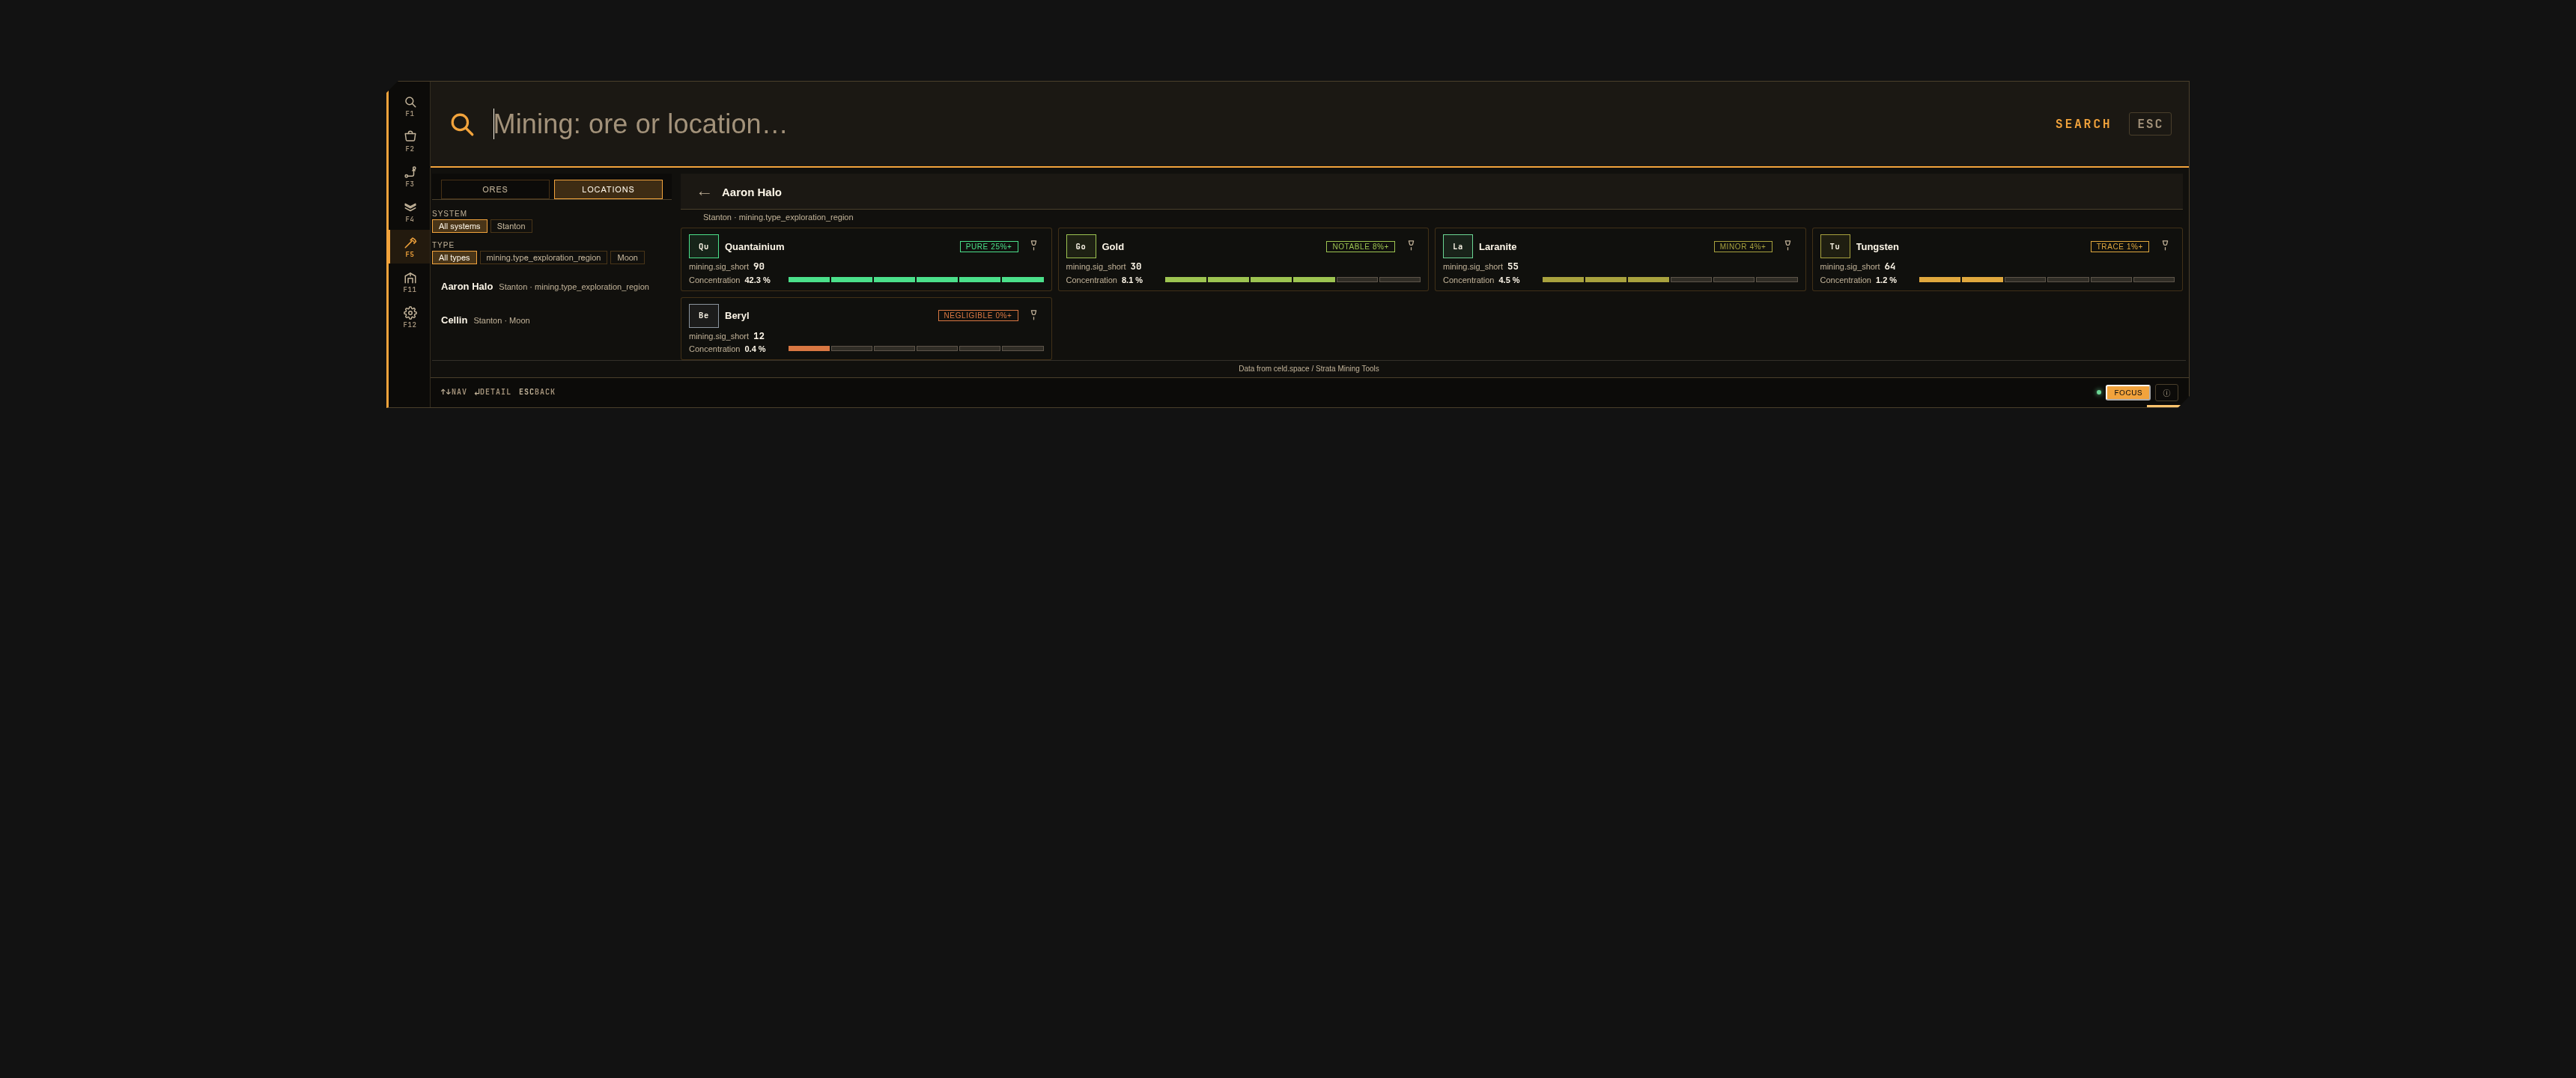 F1
F2
F3
F4
F5
F11
F12
Mining: ore or location…
SEARCH ESC
ORES LOCATIONS
SYSTEM
All systems Stanton
TYPE
All types mining.type_exploration_region Moon
Aaron Halo Stanton · mining.type_exploration_region
Cellin Stanton · Moon
← Aaron Halo
Stanton · mining.type_exploration_region
Qu Quantainium PURE 25%+
mining.sig_short 90
Concentration 42.3 %
Go Gold NOTABLE 8%+
mining.sig_short 30
Concentration 8.1 %
La Laranite MINOR 4%+
mining.sig_short 55
Concentration 4.5 %
Tu Tungsten TRACE 1%+
mining.sig_short 64
Concentration 1.2 %
Be Beryl NEGLIGIBLE 0%+
mining.sig_short 12
Concentration 0.4 %
Data from celd.space / Strata Mining Tools
↑↓NAV ↵DETAIL ESCBACK
FOCUS ⓘ